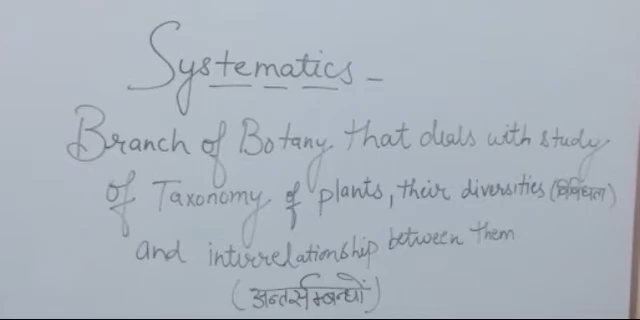 Systematics -
Branch of Botany that deals with study
of Taxonomy of plants, their diversities (विविधता)
and interrelationship between them
(अन्तर्सम्बन्धों)